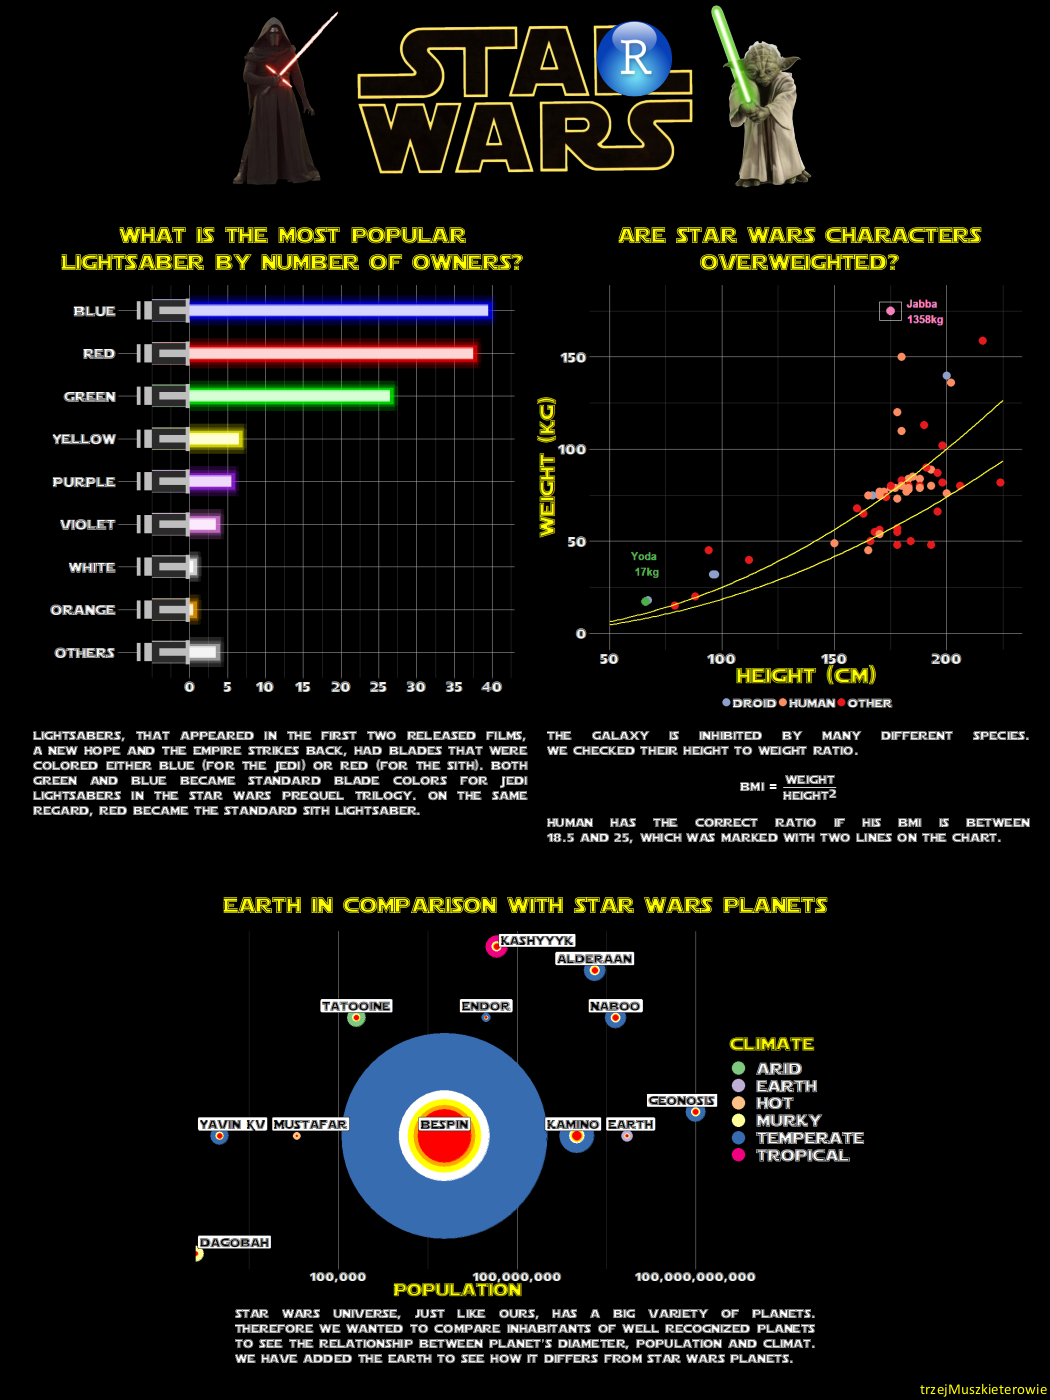 STAR
R
WARS
WHAT IS THE MOST POPULAR
LIGHTSABER BY NUMBER OF OWNERS?
BLUE
RED
GREEN
YELLOW
PURPLE
VIOLET
WHITE
ORANGE
OTHERS
0 5 10 15 20 25 30 35 40
LIGHTSABERS, THAT APPEARED IN THE FIRST TWO RELEASED FILMS,
A NEW HOPE AND THE EMPIRE STRIKES BACK, HAD BLADES THAT WERE
COLORED EITHER BLUE (FOR THE JEDI) OR RED (FOR THE SITH). BOTH
GREEN AND BLUE BECAME STANDARD BLADE COLORS FOR JEDI
LIGHTSABERS IN THE STAR WARS PREQUEL TRILOGY. ON THE SAME
REGARD, RED BECAME THE STANDARD SITH LIGHTSABER.
ARE STAR WARS CHARACTERS
OVERWEIGHTED?
WEIGHT (KG)
150
100
50
0
Jabba
1358kg
Yoda
17kg
50 100 150 200
HEIGHT (CM)
DROID HUMAN OTHER
THE GALAXY IS INHIBITED BY MANY DIFFERENT SPECIES.
WE CHECKED THEIR HEIGHT TO WEIGHT RATIO.
BMI = WEIGHT
HEIGHT2
HUMAN HAS THE CORRECT RATIO IF HIS BMI IS BETWEEN
18.5 AND 25, WHICH WAS MARKED WITH TWO LINES ON THE CHART.
EARTH IN COMPARISON WITH STAR WARS PLANETS
KASHYYYK
ALDERAAN
TATOOINE ENDOR NABOO
GEONOSIS
YAVIN KV MUSTAFAR BESPIN KAMINO EARTH
DAGOBAH
100,000 100,000,000 100,000,000,000
POPULATION
CLIMATE
ARID
EARTH
HOT
MURKY
TEMPERATE
TROPICAL
STAR WARS UNIVERSE, JUST LIKE OURS, HAS A BIG VARIETY OF PLANETS.
THEREFORE WE WANTED TO COMPARE INHABITANTS OF WELL RECOGNIZED PLANETS
TO SEE THE RELATIONSHIP BETWEEN PLANET'S DIAMETER, POPULATION AND CLIMAT.
WE HAVE ADDED THE EARTH TO SEE HOW IT DIFFERS FROM STAR WARS PLANETS.
trzejMuszkieterowie